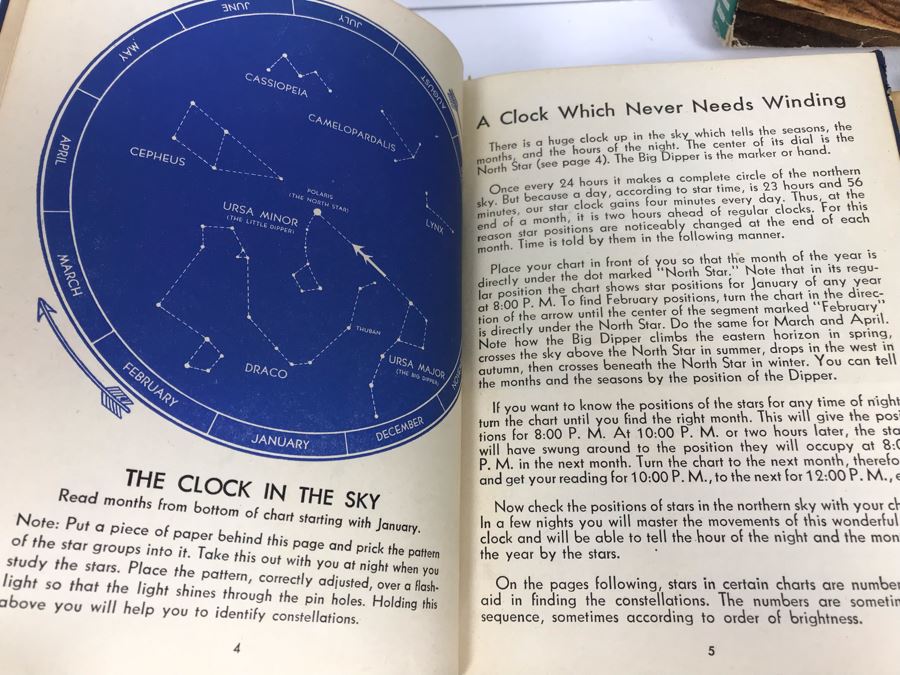 JUNE
JULY
MAY
AUGUST
APRIL
MARCH
FEBRUARY
JANUARY
DECEMBER
CASSIOPEIA
CAMELOPARDALIS
CEPHEUS
POLARIS
(THE NORTH STAR)
URSA MINOR
(THE LITTLE DIPPER)
LYNX
THUBAN
DRACO
URSA MAJOR
(THE BIG DIPPER)
THE CLOCK IN THE SKY
Read months from bottom of chart starting with January.
Note: Put a piece of paper behind this page and prick the pattern
of the star groups into it. Take this out with you at night when you
study the stars. Place the pattern, correctly adjusted, over a flash-
light so that the light shines through the pin holes. Holding this
above you will help you to identify constellations.
4
A Clock Which Never Needs Winding
There is a huge clock up in the sky which tells the seasons, the
months, and the hours of the night. The center of its dial is the
North Star (see page 4). The Big Dipper is the marker or hand.
Once every 24 hours it makes a complete circle of the northern
sky. But because a day, according to star time, is 23 hours and 56
minutes, our star clock gains four minutes every day. Thus, at the
end of a month, it is two hours ahead of regular clocks. For this
reason star positions are noticeably changed at the end of each
month. Time is told by them in the following manner.
Place your chart in front of you so that the month of the year is
directly under the dot marked "North Star." Note that in its regu-
lar position the chart shows star positions for January of any year
at 8:00 P. M. To find February positions, turn the chart in the direc-
tion of the arrow until the center of the segment marked "February"
is directly under the North Star. Do the same for March and April.
Note how the Big Dipper climbs the eastern horizon in spring,
crosses the sky above the North Star in summer, drops in the west in
autumn, then crosses beneath the North Star in winter. You can tell
the months and the seasons by the position of the Dipper.
If you want to know the positions of the stars for any time of night
turn the chart until you find the right month. This will give the posi
tions for 8:00 P. M. At 10:00 P. M. or two hours later, the sta
will have swung around to the position they will occupy at 8:0
P. M. in the next month. Turn the chart to the next month, therefo
and get your reading for 10:00 P. M., to the next for 12:00 P. M., e
Now check the positions of stars in the northern sky with your ch
In a few nights you will master the movements of this wonderful
clock and will be able to tell the hour of the night and the mon
the year by the stars.
On the pages following, stars in certain charts are number
aid in finding the constellations. The numbers are sometin
sequence, sometimes according to order of brightness.
5